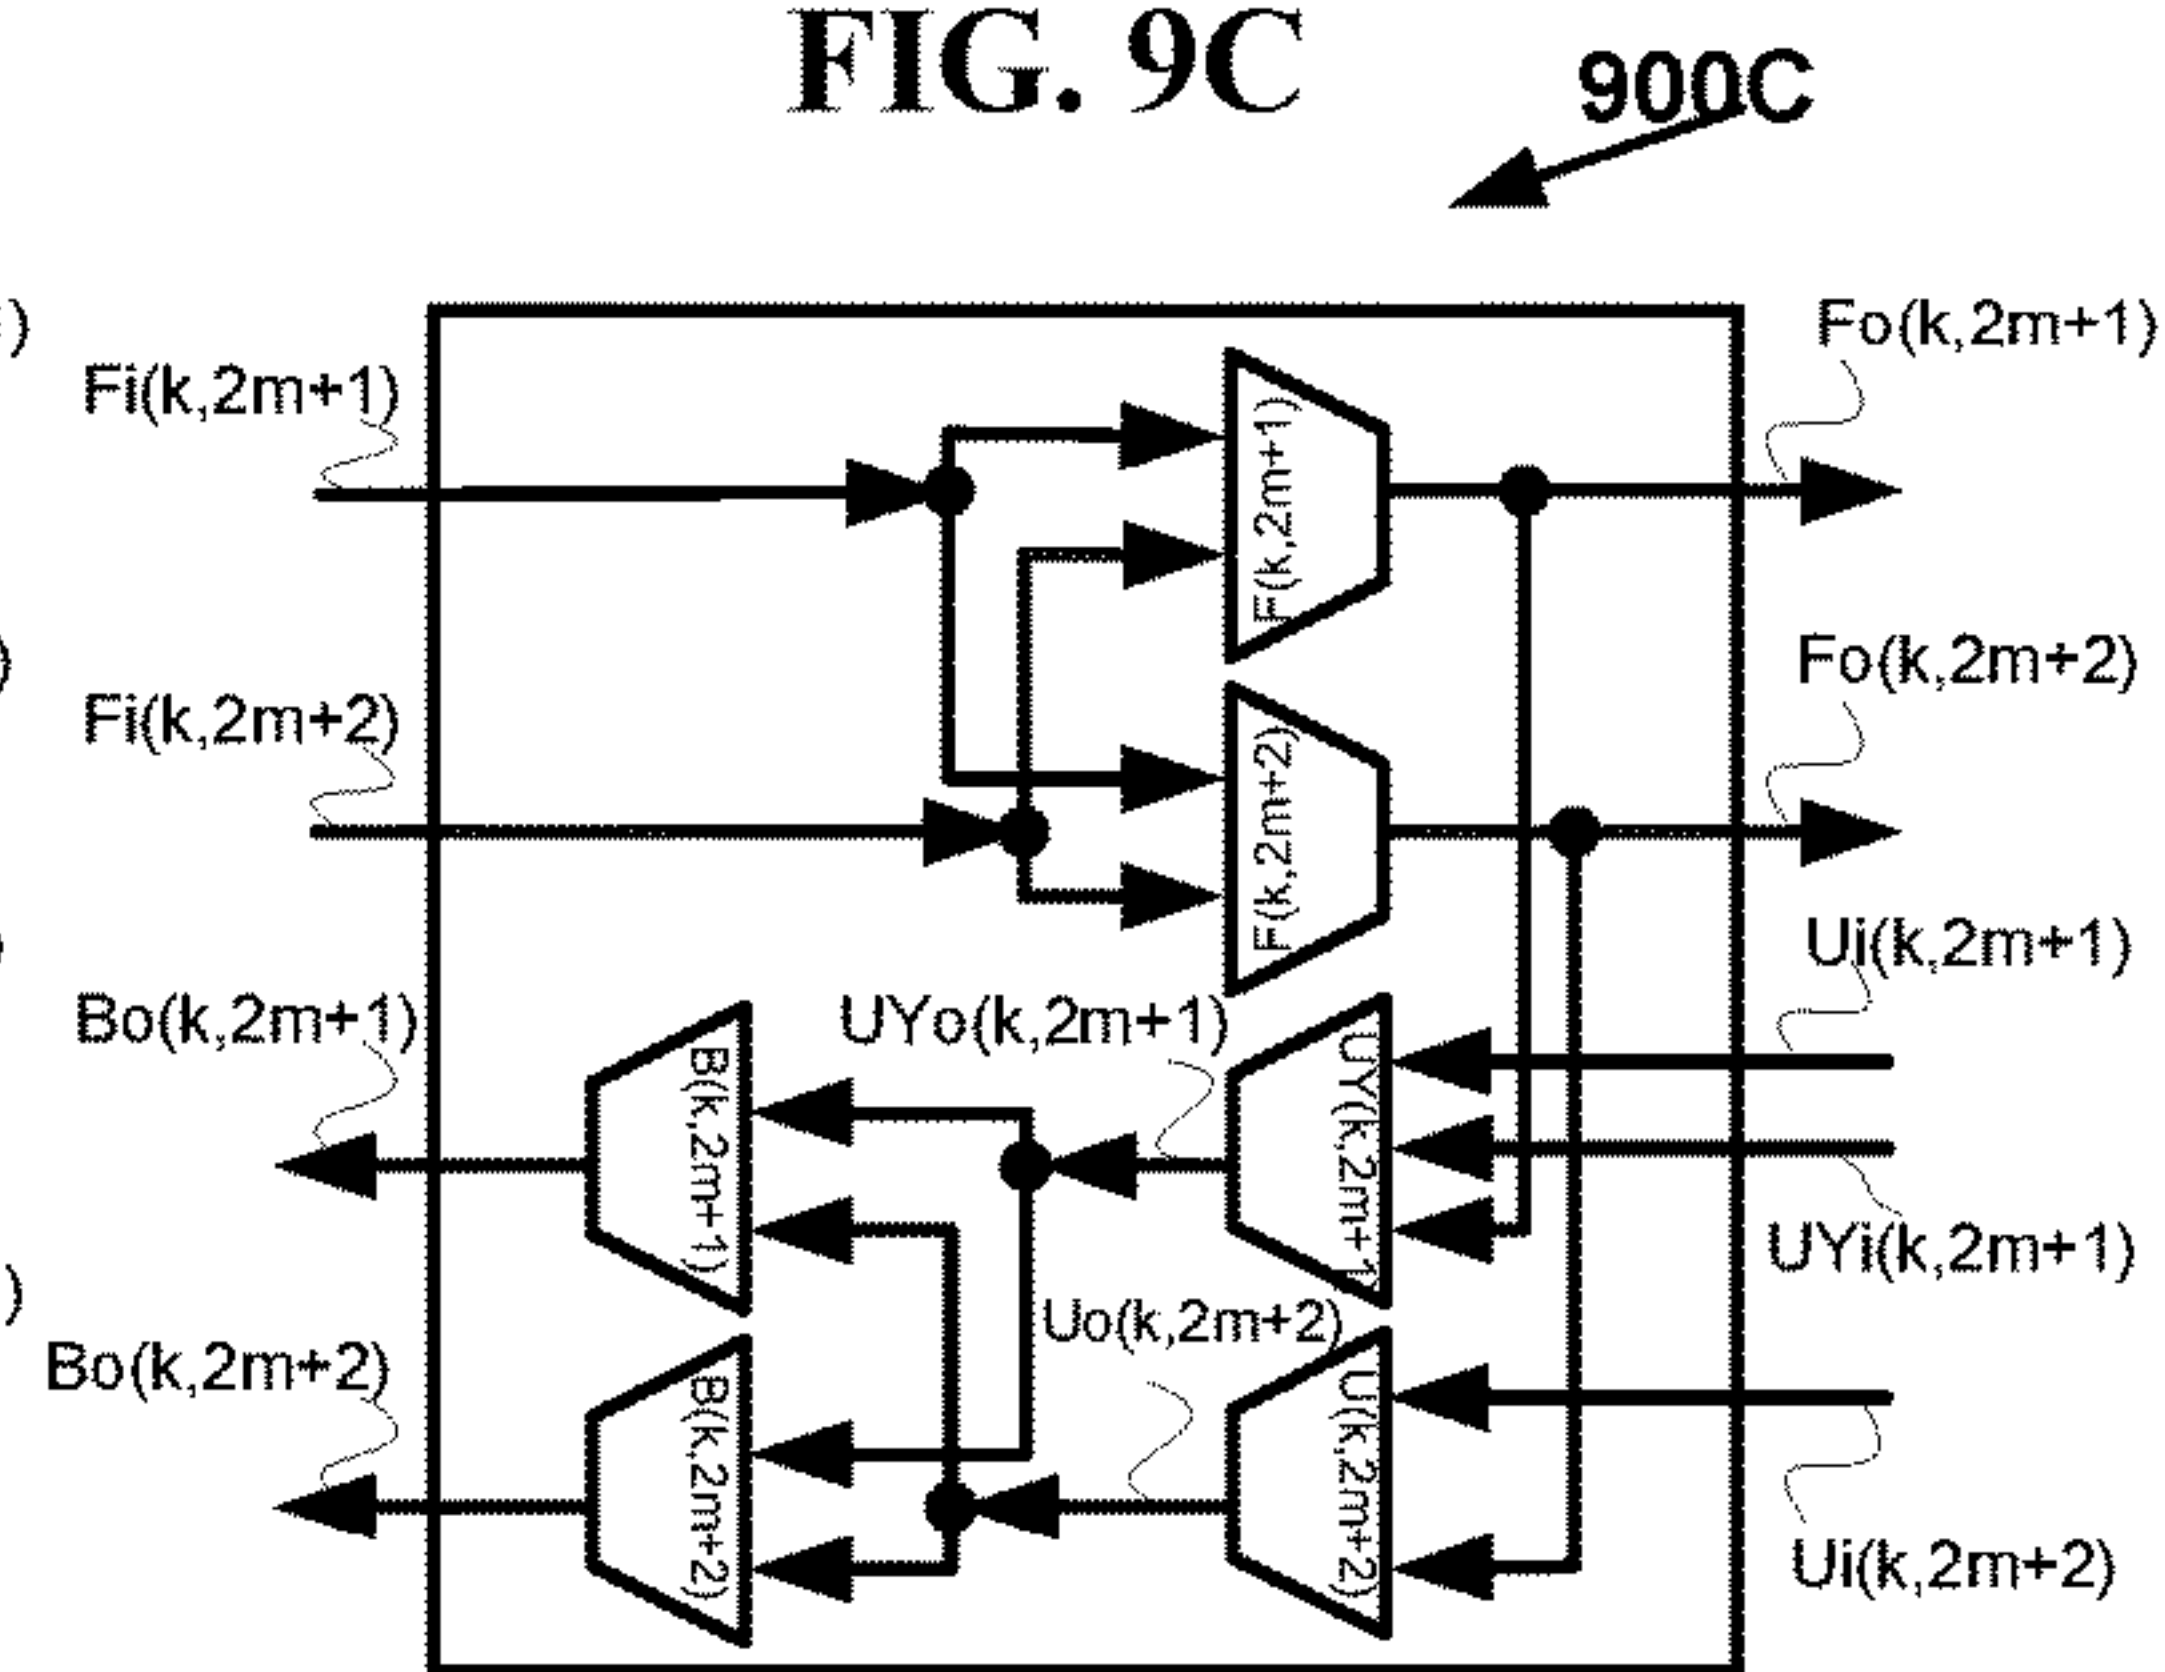 FIG. 9C
900C
)
Fi(k,2m+1)
Fo(k,2m+1)
F(k,2m+1)
)
Fi(k,2m+2)
Fo(k,2m+2)
F(k,2m+2)
)
Ui(k,2m+1)
Bo(k,2m+1)
B(k,2m+1)
UYo(k,2m+1)
UY(k,2m+1
UYi(k,2m+1)
)
Bo(k,2m+2)
B(k,2m+2)
Uo(k,2m+2)
U(k,2m+2)
Ui(k,2m+2)